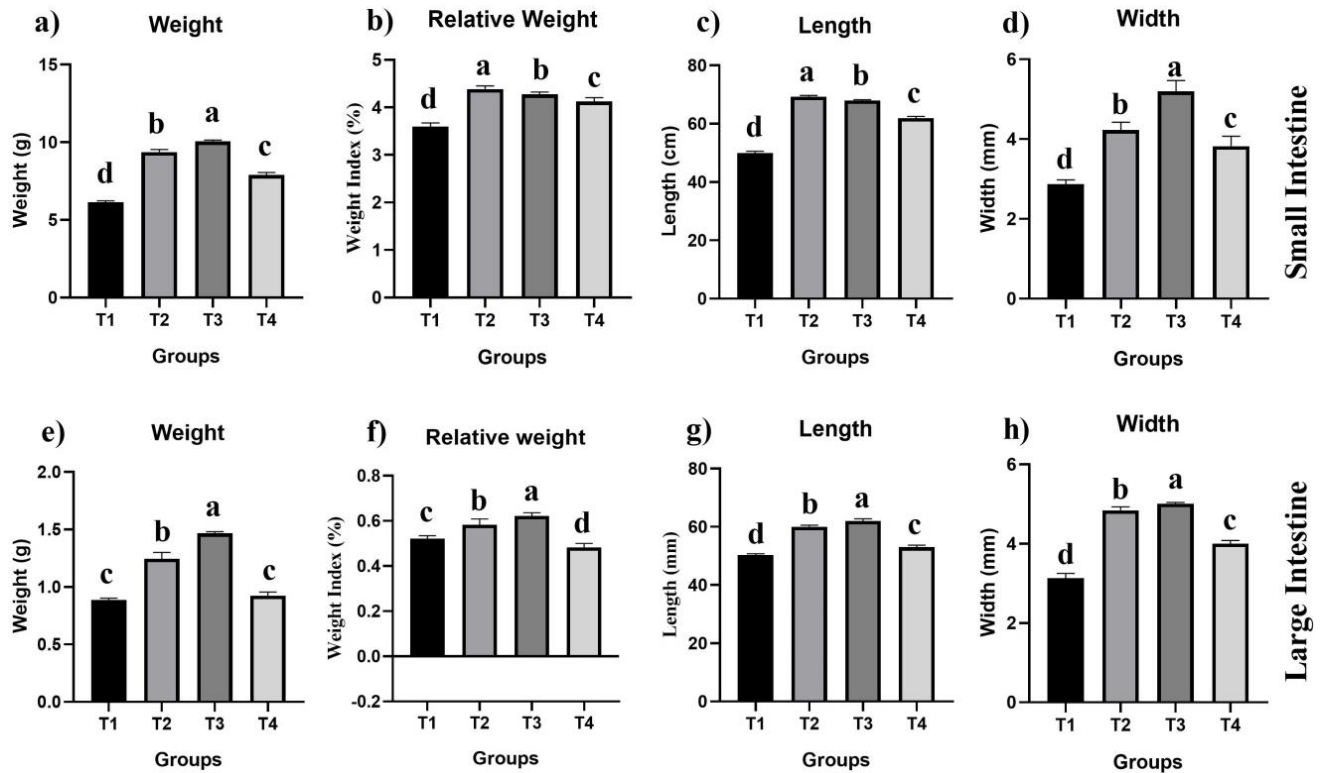 a) Weight
15
10
5
0
Weight (g)
d b a c
T1 T2 T3 T4
Groups
b) Relative Weight
5
4
3
2
1
0
Weight Index (%)
d a b c
T1 T2 T3 T4
Groups
c) Length
80
60
40
20
0
Length (cm)
d a b c
T1 T2 T3 T4
Groups
d) Width
6
4
2
0
Width (mm)
d b a c
T1 T2 T3 T4
Groups
Small Intestine
e) Weight
2.0
1.5
1.0
0.5
0.0
Weight (g)
c b a c
T1 T2 T3 T4
Groups
f) Relative weight
0.8
0.6
0.4
0.2
0.0
-0.2
Weight Index (%)
c b a d
T1 T2 T3 T4
Groups
g) Length
80
60
40
20
0
Length (mm)
d b a c
T1 T2 T3 T4
Groups
h) Width
6
4
2
0
Width (mm)
d b a c
T1 T2 T3 T4
Groups
Large Intestine